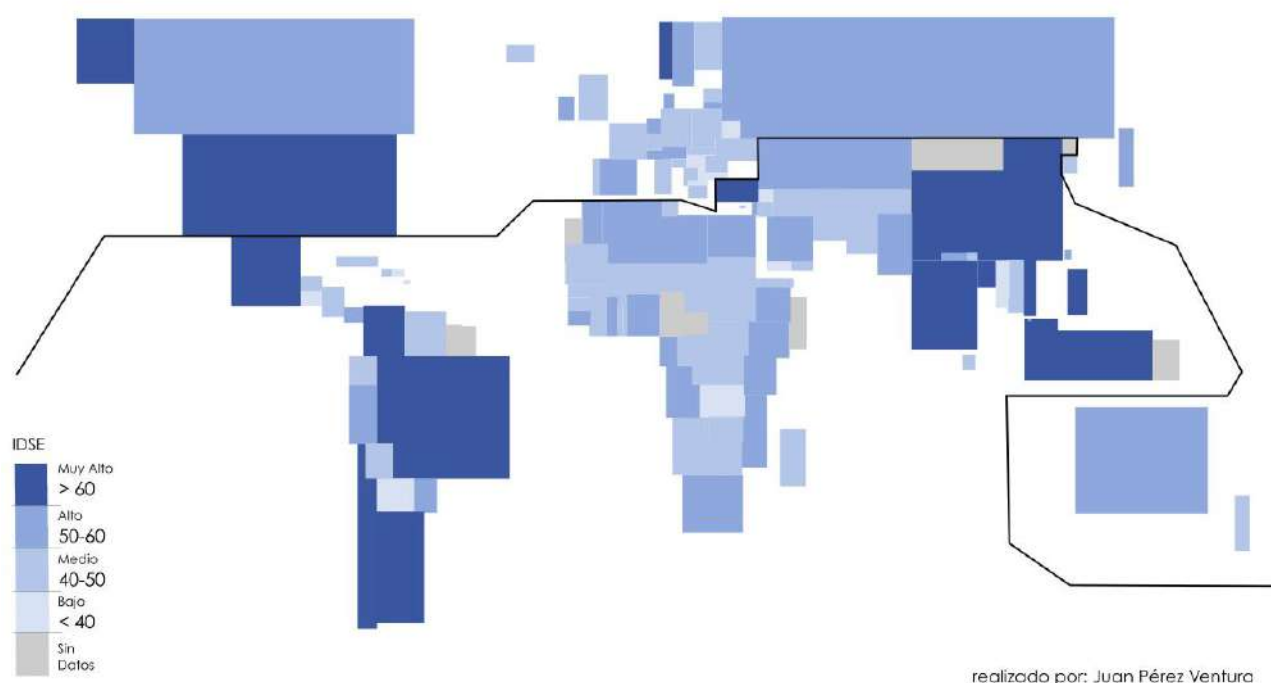 IDSE
Muy Alto
> 60
Alto
50-60
Medio
40-50
Bajo
< 40
Sin
Datos
realizado por: Juan Pérez Ventura